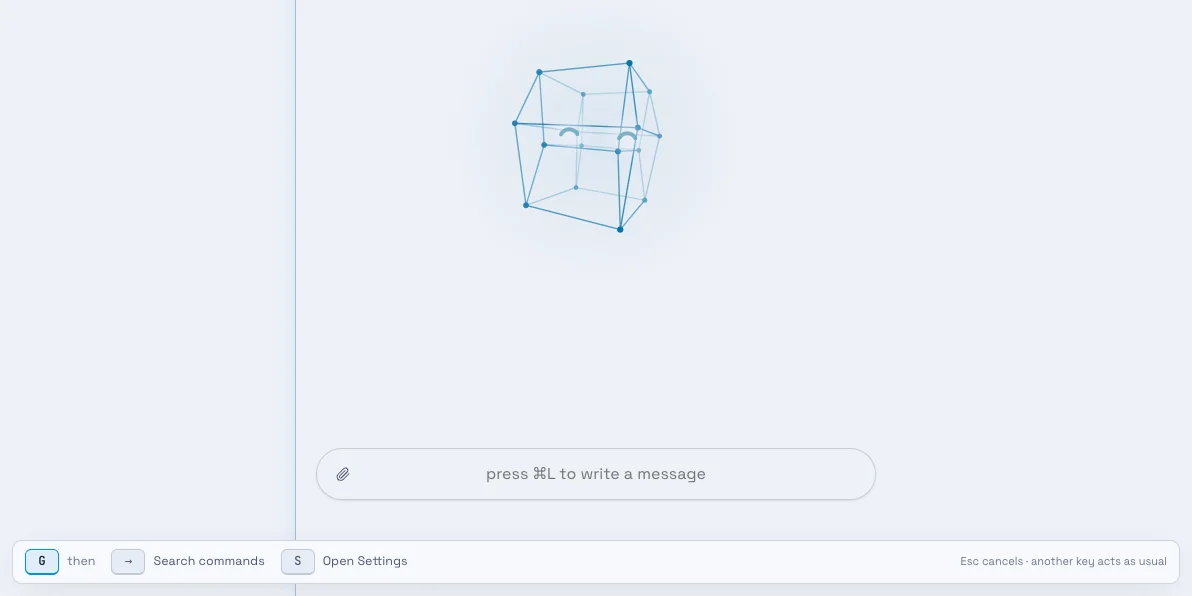 press ⌘L to write a message
G then → Search commands S Open Settings Esc cancels · another key acts as usual